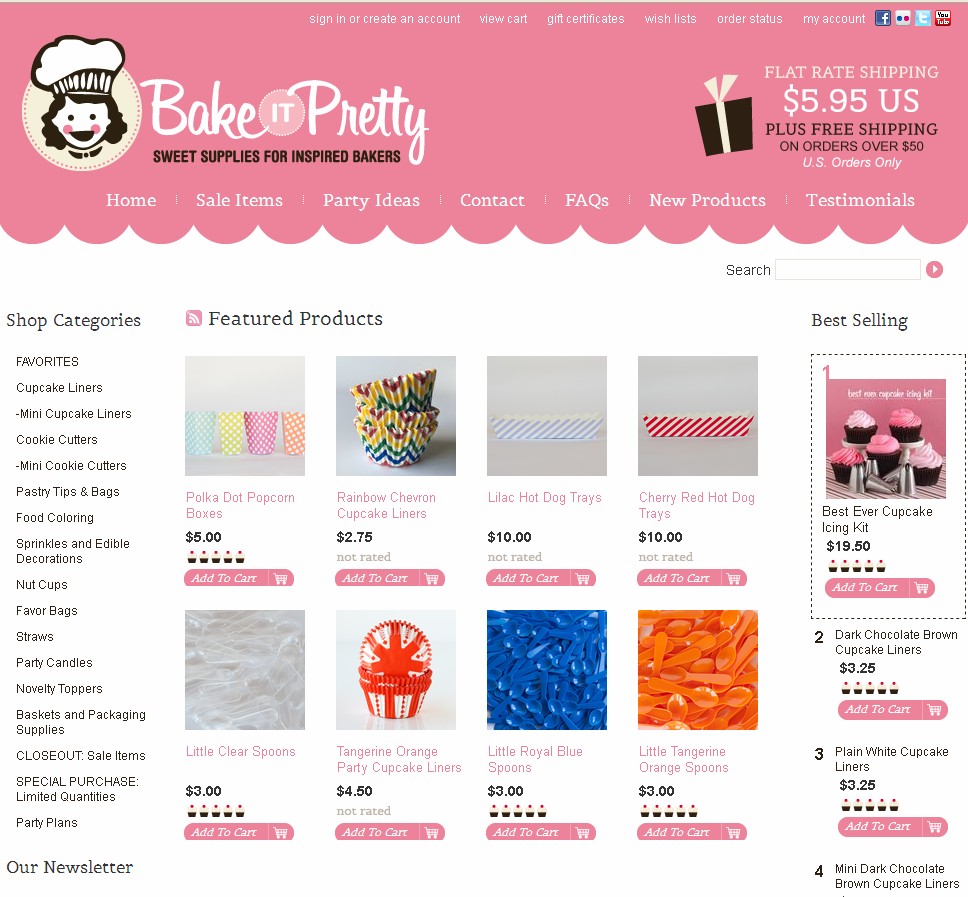 sign in or create an account view cart gift certificates wish lists order status my account
You
Tube
FLAT RATE SHIPPING
$5.95 US
PLUS FREE SHIPPING
ON ORDERS OVER $50
U.S. Orders Only
Bake IT Pretty
SWEET SUPPLIES FOR INSPIRED BAKERS
Home Sale Items Party Ideas Contact FAQs New Products Testimonials
Search
Shop Categories
FAVORITES
Cupcake Liners
-Mini Cupcake Liners
Cookie Cutters
-Mini Cookie Cutters
Pastry Tips & Bags
Food Coloring
Sprinkles and Edible
Decorations
Nut Cups
Favor Bags
Straws
Party Candles
Novelty Toppers
Baskets and Packaging
Supplies
CLOSEOUT: Sale Items
SPECIAL PURCHASE:
Limited Quantities
Party Plans
Our Newsletter
Featured Products
Polka Dot Popcorn
Boxes
$5.00
Add To Cart
Rainbow Chevron
Cupcake Liners
$2.75
not rated
Add To Cart
Lilac Hot Dog Trays
$10.00
not rated
Add To Cart
Cherry Red Hot Dog
Trays
$10.00
not rated
Add To Cart
Little Clear Spoons
$3.00
Add To Cart
Tangerine Orange
Party Cupcake Liners
$4.50
not rated
Add To Cart
Little Royal Blue
Spoons
$3.00
Add To Cart
Little Tangerine
Orange Spoons
$3.00
Add To Cart
Best Selling
1
best ever cupcake icing kit
Best Ever Cupcake
Icing Kit
$19.50
Add To Cart
2 Dark Chocolate Brown
Cupcake Liners
$3.25
Add To Cart
3 Plain White Cupcake
Liners
$3.25
Add To Cart
4 Mini Dark Chocolate
Brown Cupcake Liners